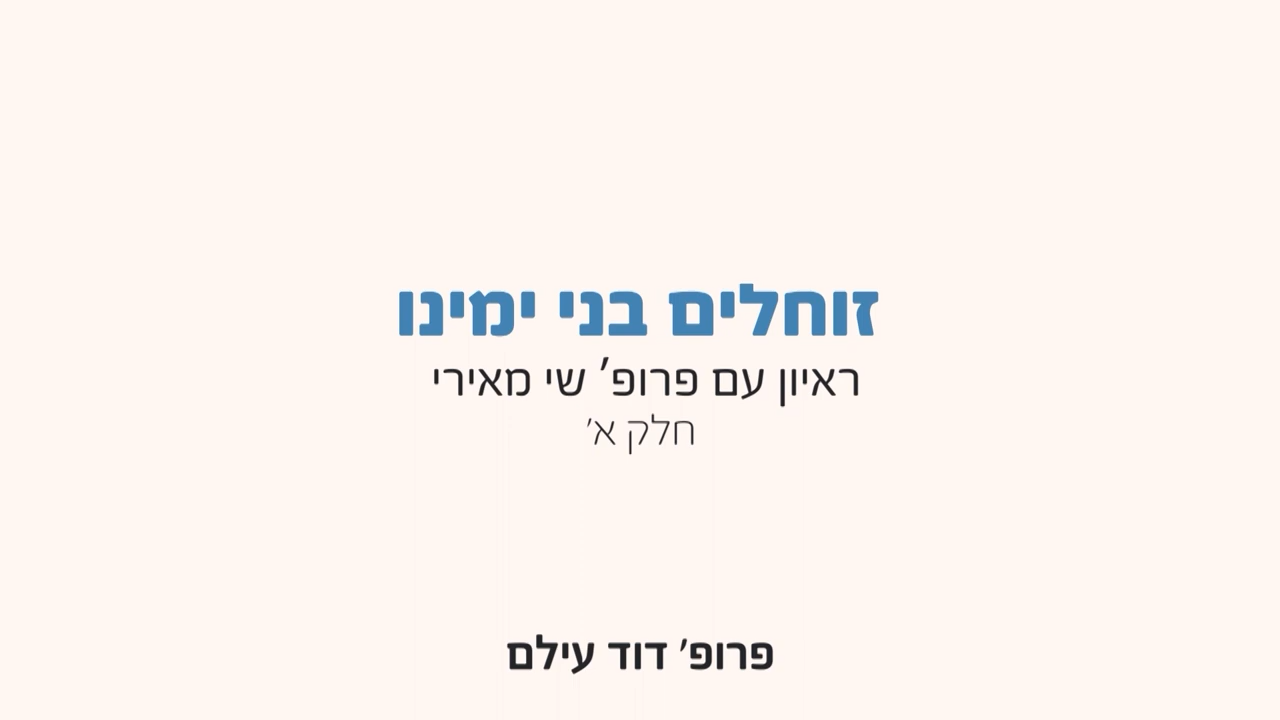 זוחלים בני ימינו
ראיון עם פרופ' שי מאירי
חלק א'
פרופ' דוד עילם